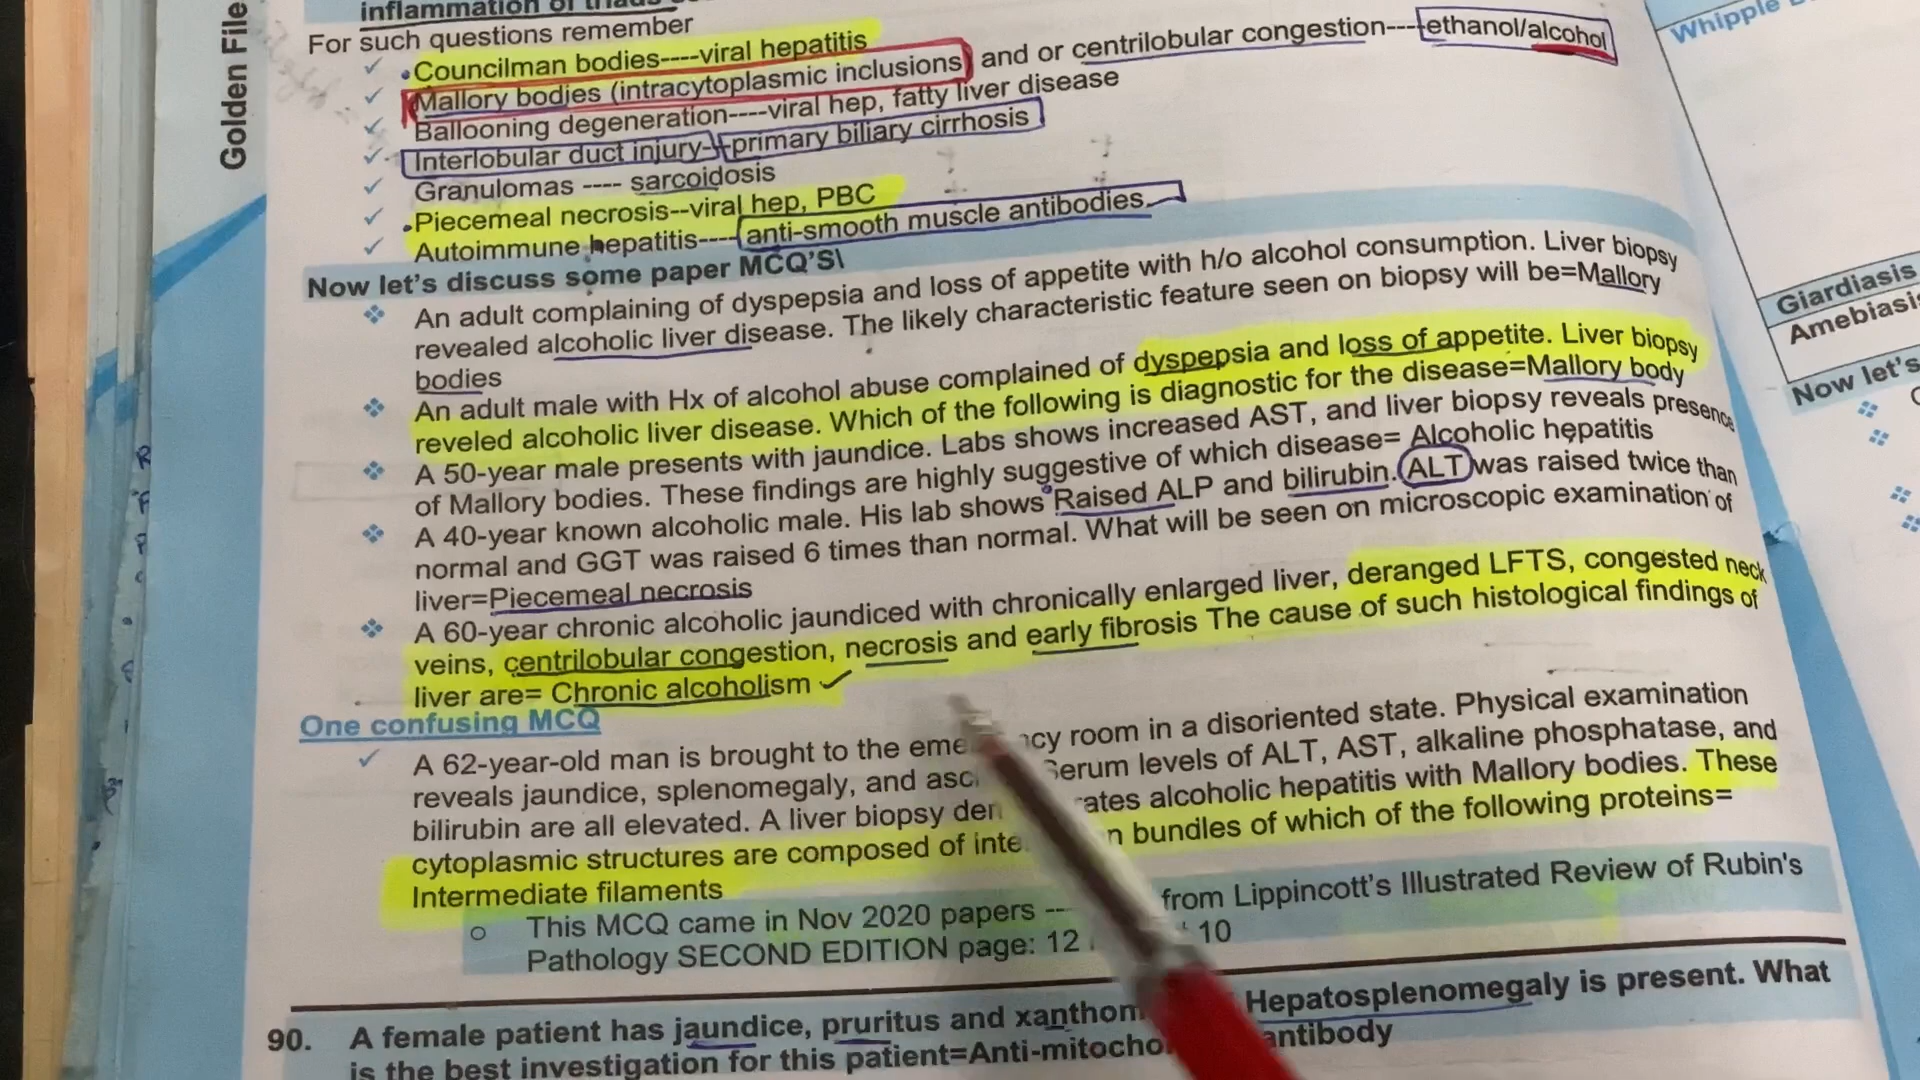 Golden File
inflammation of
For such questions remember
Councilman bodies----viral hepatitis
Mallory bodies (intracytoplasmic inclusions) and or centrilobular congestion----ethanol/alcohol
Ballooning degeneration----viral hep, fatty liver disease
Interlobular duct injury--primary biliary cirrhosis
Granulomas ---- sarcoidosis
Piecemeal necrosis--viral hep, PBC
Autoimmune hepatitis----anti-smooth muscle antibodies
Now let's discuss some paper MCQ'S\
An adult complaining of dyspepsia and loss of appetite with h/o alcohol consumption. Liver biopsy
revealed alcoholic liver disease. The likely characteristic feature seen on biopsy will be=Mallory
bodies
An adult male with Hx of alcohol abuse complained of dyspepsia and loss of appetite. Liver biopsy
reveled alcoholic liver disease. Which of the following is diagnostic for the disease=Mallory body
A 50-year male presents with jaundice. Labs shows increased AST, and liver biopsy reveals presence
of Mallory bodies. These findings are highly suggestive of which disease= Alcoholic hepatitis
A 40-year known alcoholic male. His lab shows Raised ALP and bilirubin. ALT was raised twice than
normal and GGT was raised 6 times than normal. What will be seen on microscopic examination of
liver=Piecemeal necrosis
A 60-year chronic alcoholic jaundiced with chronically enlarged liver, deranged LFTS, congested neck
veins, centrilobular congestion, necrosis and early fibrosis The cause of such histological findings of
liver are= Chronic alcoholism
One confusing MCQ
A 62-year-old man is brought to the room in a disoriented state. Physical examination
reveals jaundice, splenomegaly, and Serum levels of ALT, AST, alkaline phosphatase, and
bilirubin are all elevated. A liver biopsy alcoholic hepatitis with Mallory bodies. These
cytoplasmic structures are composed of bundles of which of the following proteins=
Intermediate filaments
This MCQ came in Nov 2020 papers from Lippincott's Illustrated Review of Rubin's
Pathology SECOND EDITION page: 12 10
90. A female patient has jaundice, pruritus and Hepatosplenomegaly is present. What
is the best investigation for this patient=Anti- antibody
Whipple
Giardiasis
Amebiasis
Now let's